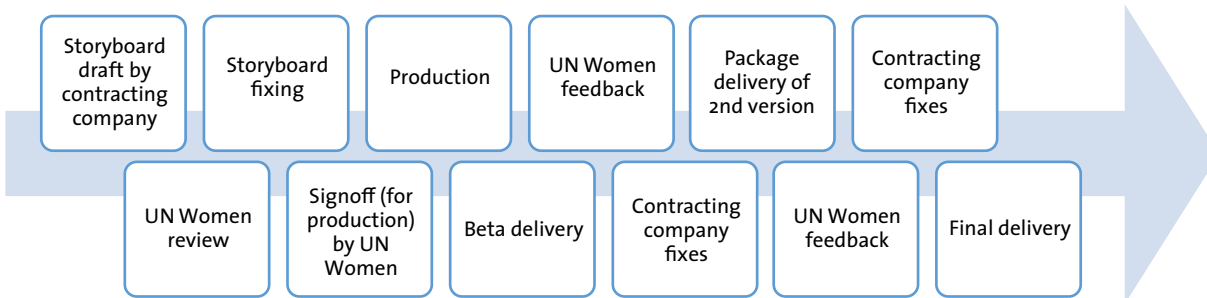 Storyboard
draft by
contracting
company
UN Women
review
Storyboard
fixing
Signoff (for
production)
by UN
Women
Production
Beta delivery
UN Women
feedback
Contracting
company
fixes
Package
delivery of
2nd version
UN Women
feedback
Contracting
company
fixes
Final delivery